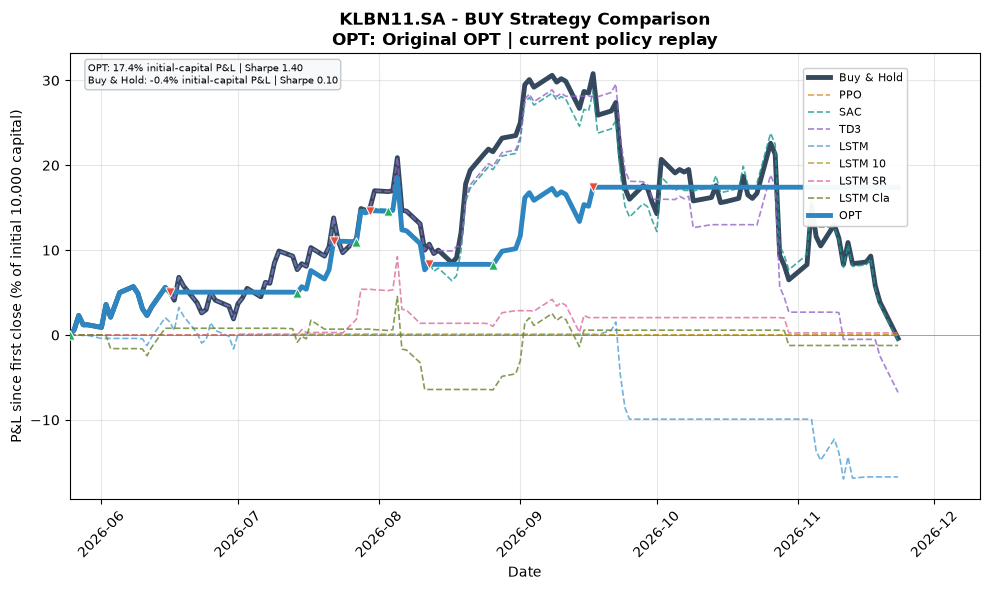 KLBN11.SA - BUY Strategy Comparison
OPT: Original OPT | current policy replay
OPT: 17.4% initial-capital P&L | Sharpe 1.40
Buy & Hold: -0.4% initial-capital P&L | Sharpe 0.10
Buy & Hold
PPO
SAC
TD3
LSTM
LSTM 10
LSTM SR
LSTM Cla
OPT
P&L since first close (% of initial 10,000 capital)
30
20
10
0
−10
2026-06
2026-07
2026-08
2026-09
2026-10
2026-11
2026-12
Date